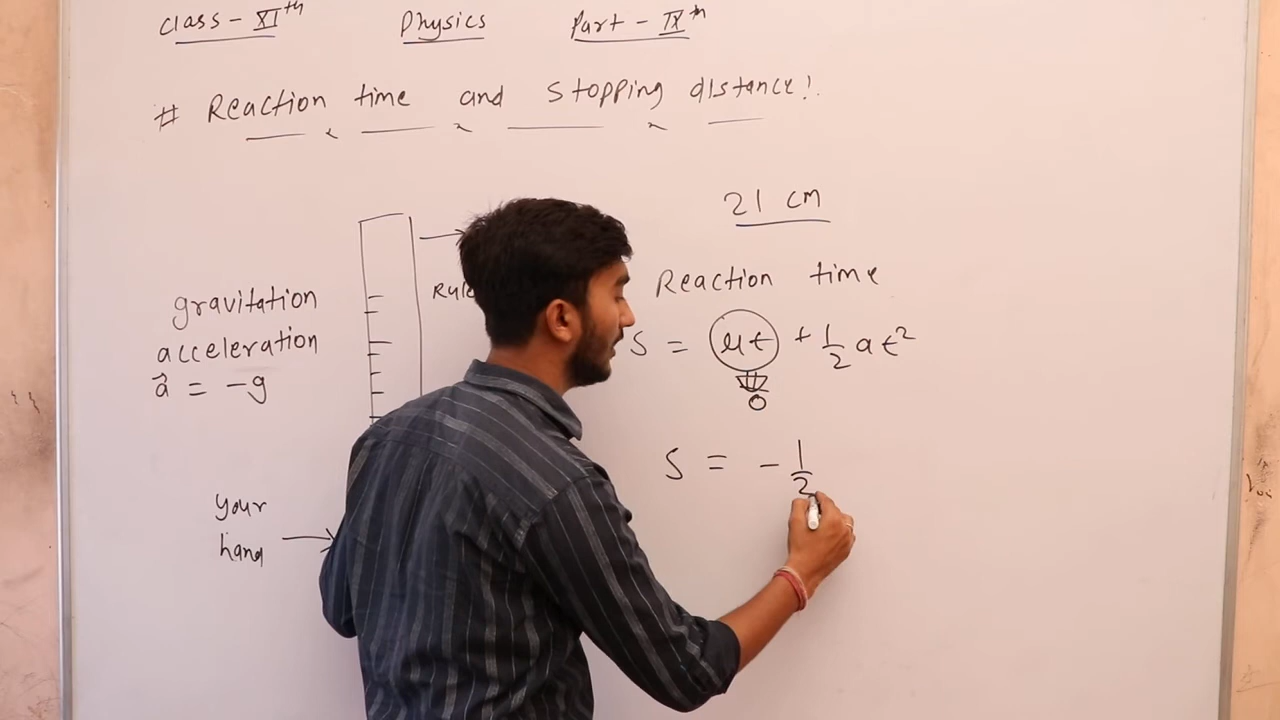 Class - XIth Physics Part - IXth
# Reaction time and stopping distance!
21 cm
Reaction time
gravitation
acceleration
a⃗ = -g
S = ut + 1/2 at²
0
S = - 1/2
your
hand